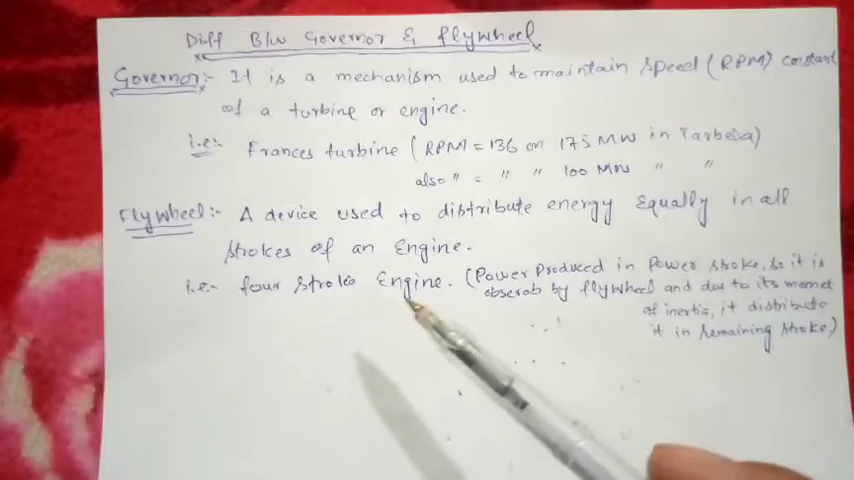 Diff B/w Governor & flywheel
Governor:- It is a mechanism used to maintain speed (RPM) constant
of a turbine or engine.
i.e:- Frances turbine (RPM = 136 on 175 MW in Tarbela)
also " = " " 100 MW " "
Flywheel:- A device used to distribute energy Equally in all
strokes of an Engine.
i.e:- four stroke Engine. (Power Produced in Power stroke, so it is
obserob by flywheel and due to its momet
of inertia, it distribute
it in remaining stroke)